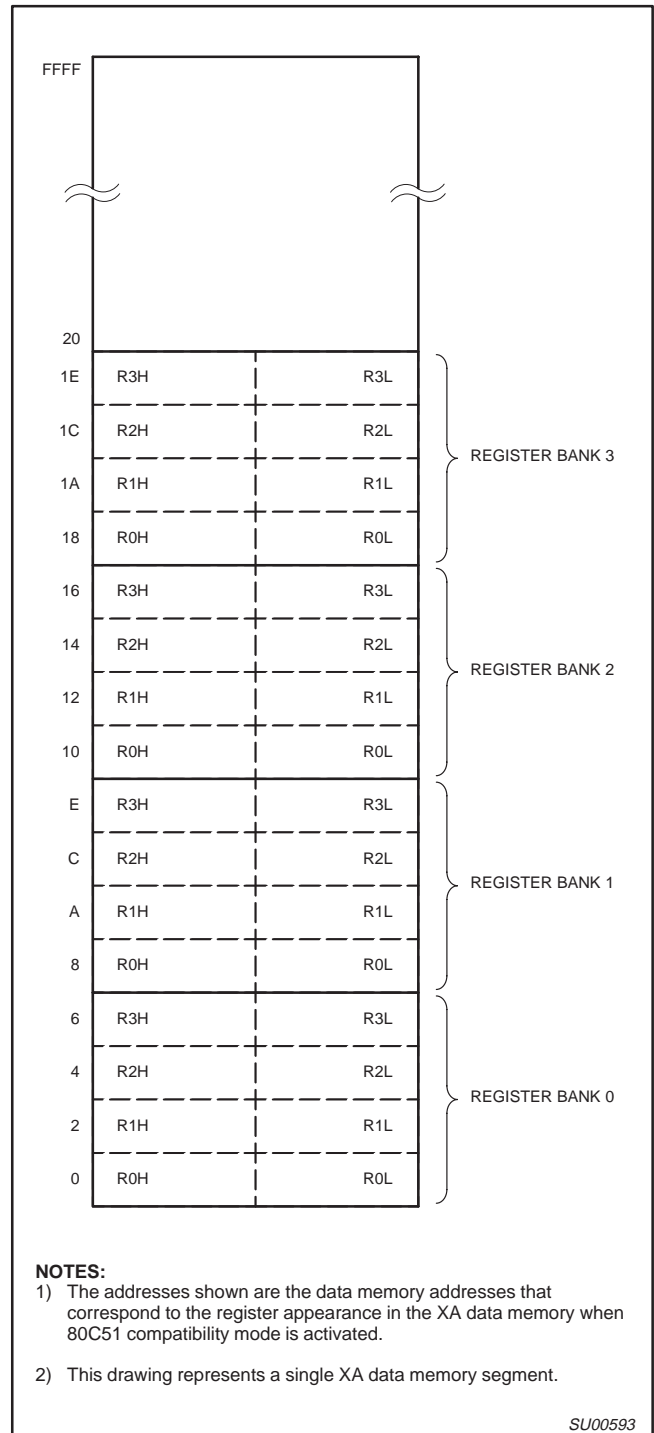 FFFF
20
1E R3H R3L
1C R2H R2L
REGISTER BANK 3
1A R1H R1L
18 R0H R0L
16 R3H R3L
14 R2H R2L
REGISTER BANK 2
12 R1H R1L
10 R0H R0L
E R3H R3L
C R2H R2L
REGISTER BANK 1
A R1H R1L
8 R0H R0L
6 R3H R3L
4 R2H R2L
REGISTER BANK 0
2 R1H R1L
0 R0H R0L
NOTES:
1) The addresses shown are the data memory addresses that
correspond to the register appearance in the XA data memory when
80C51 compatibility mode is activated.
2) This drawing represents a single XA data memory segment.
SU00593